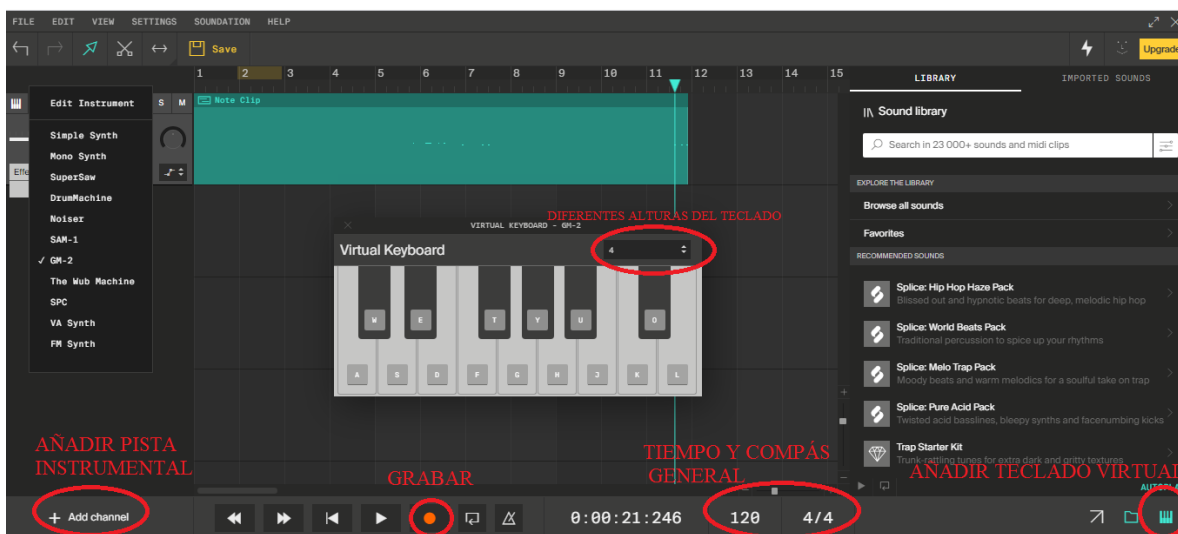 FILE EDIT VIEW SETTINGS SOUNDATION HELP
Save
Upgrade
1 2 3 4 5 6 7 8 9 10 11 12 13 14 15
LIBRARY IMPORTED SOUNDS
Edit Instrument S M
Note Clip
Sound library
Simple Synth
Mono Synth
SuperSaw
DrumMachine
Noiser
SAM-1
✓ GM-2
The Wub Machine
SPC
VA Synth
FM Synth
Effe
Search in 23 000+ sounds and midi clips
EXPLORE THE LIBRARY
Browse all sounds
Favorites
RECOMMENDED SOUNDS
Splice: Hip Hop Haze Pack
Blissed out and hypnotic beats for deep, melodic hip hop
Splice: World Beats Pack
Traditional percussion to spice up your rhythms
Splice: Melo Trap Pack
Moody beats and warm melodics for a soulful take on trap
Splice: Pure Acid Pack
Twisted acid basslines, bleepy synths and facenumbing kicks
Trap Starter Kit
Trunk-rattling tunes for extra dark and gritty textures
DIFERENTES ALTURAS DEL TECLADO
VIRTUAL KEYBOARD - GM-2
Virtual Keyboard 4
W E T Y U O
A S D F G H J K L
AÑADIR PISTA
INSTRUMENTAL
GRABAR
TIEMPO Y COMPÁS
GENERAL
AÑADIR TECLADO VIRTUAL
+ Add channel
0:00:21:246 120 4/4